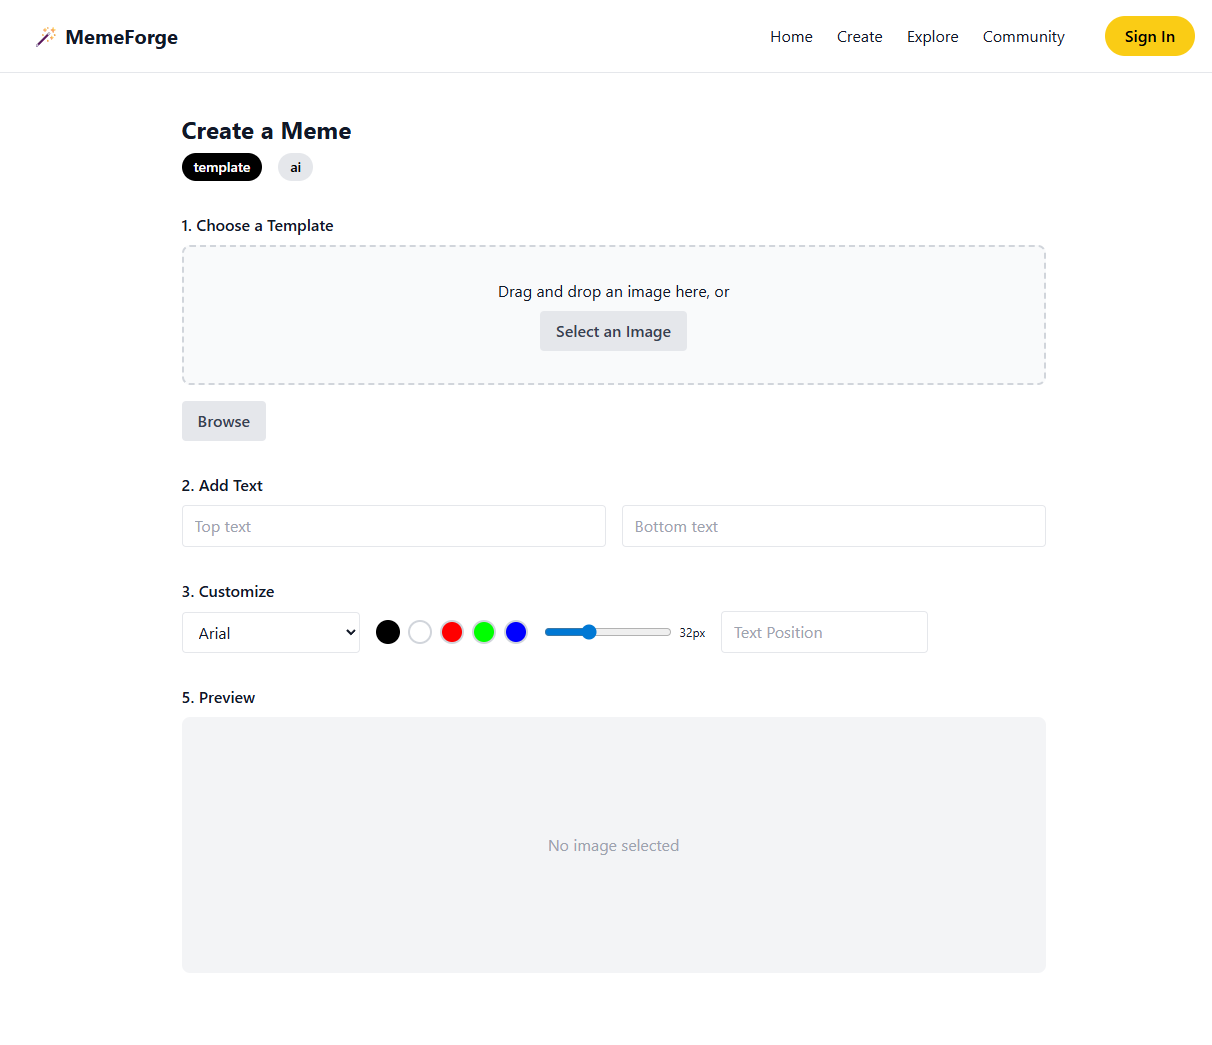 MemeForge
Home Create Explore Community Sign In
Create a Meme
template ai
1. Choose a Template
Drag and drop an image here, or
Select an Image
Browse
2. Add Text
Top text Bottom text
3. Customize
Arial 32px Text Position
5. Preview
No image selected